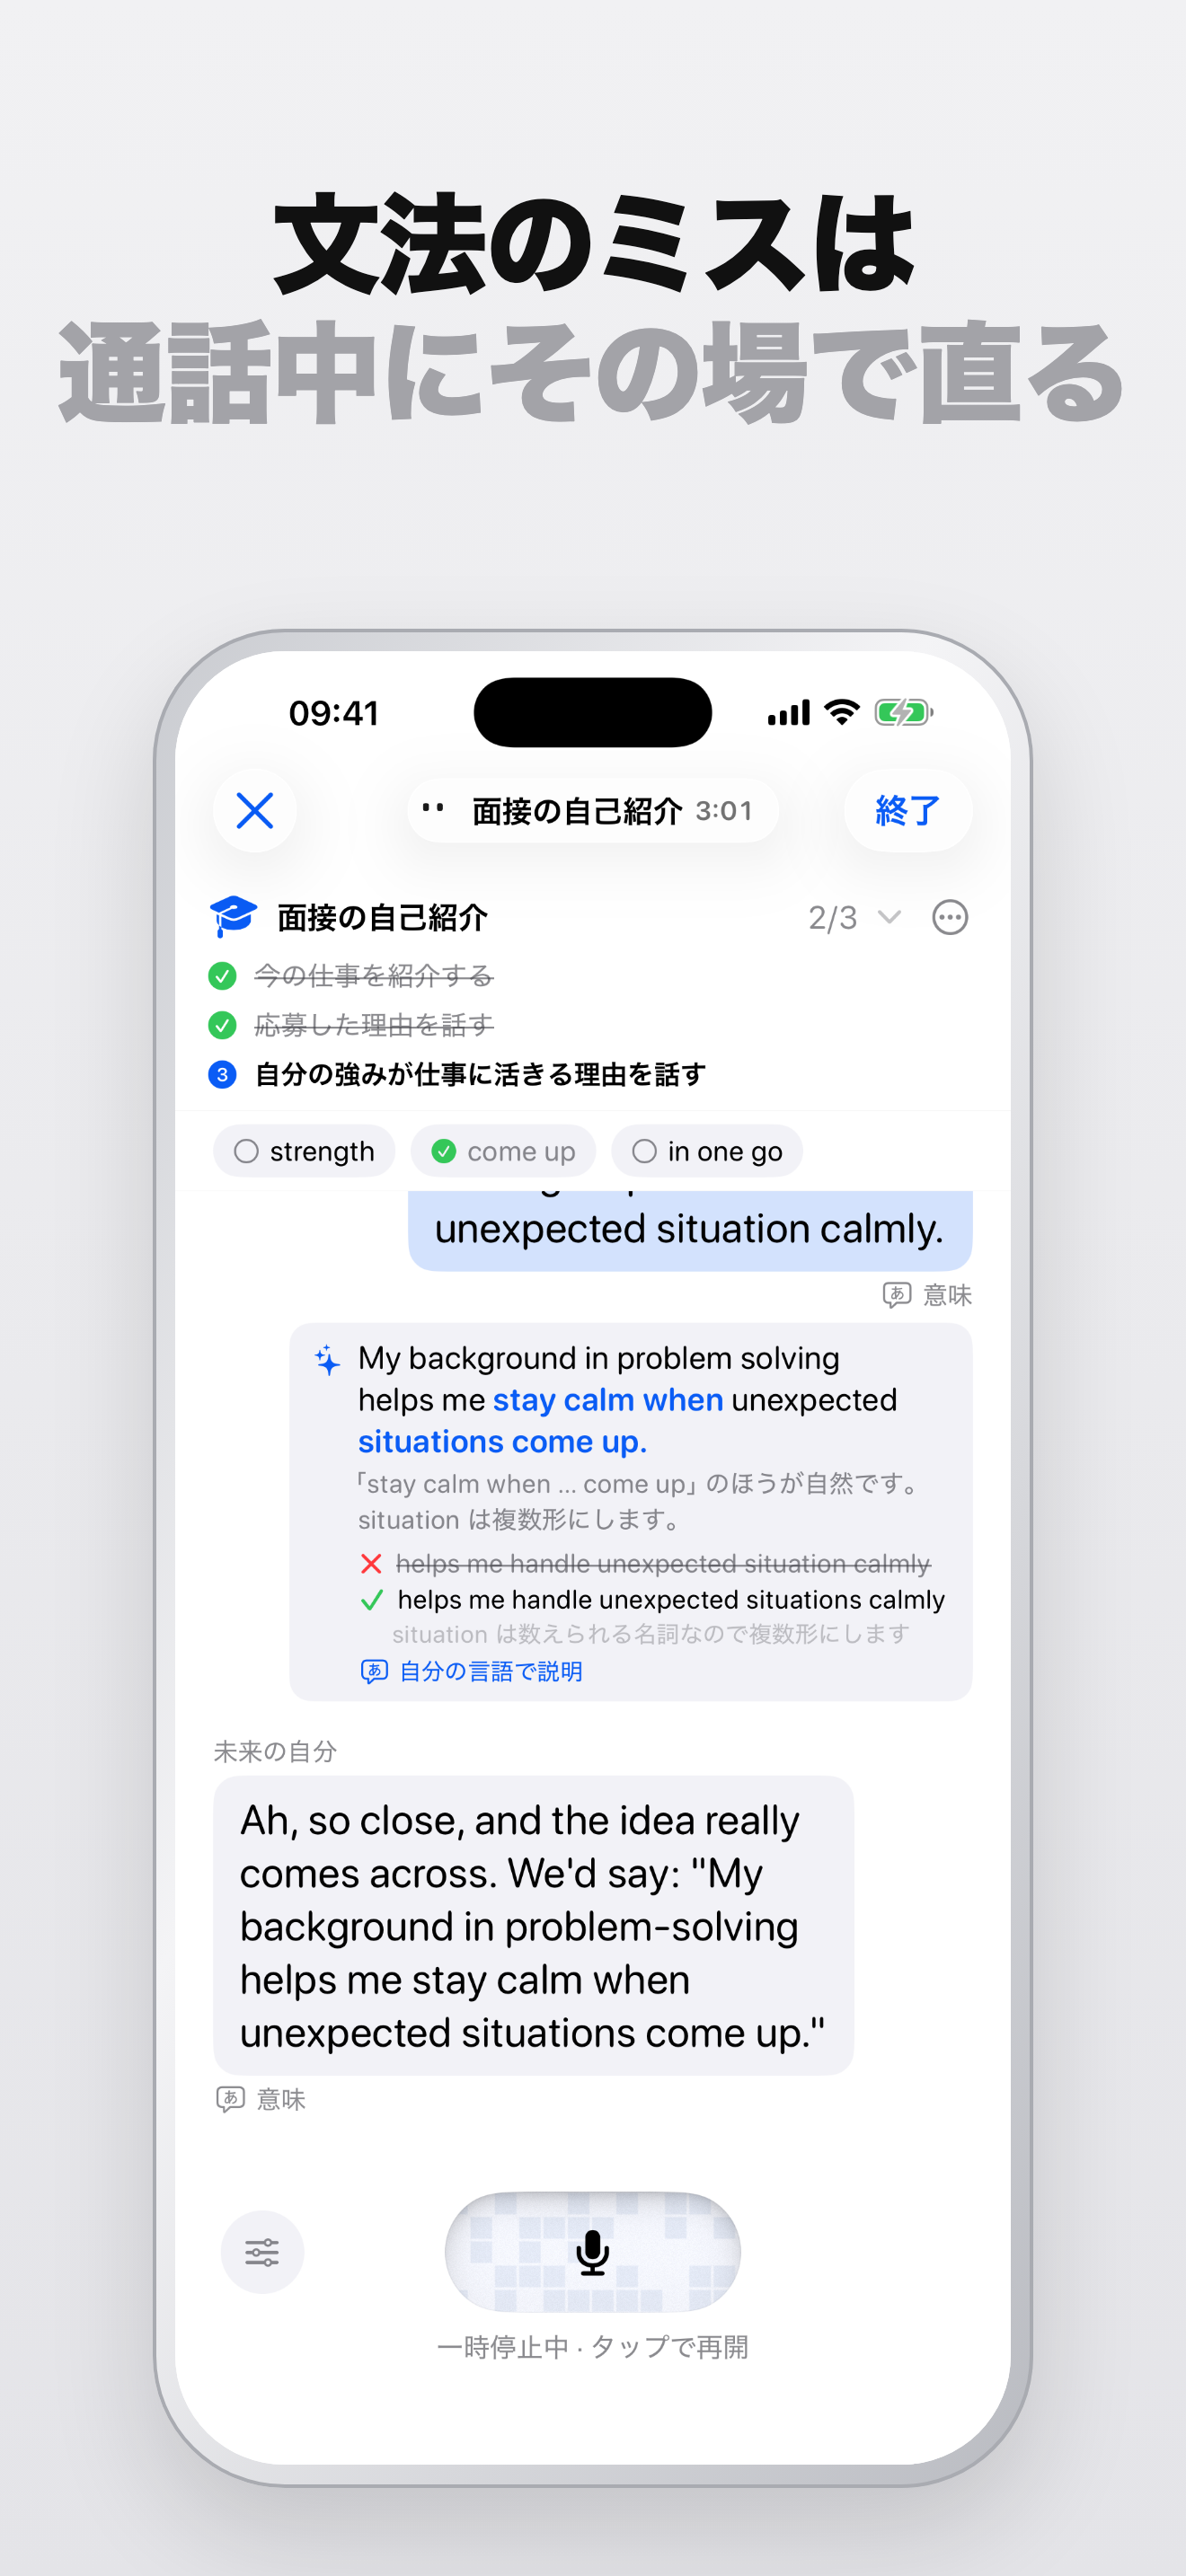 文法のミスは
通話中にその場で直る
09:41
面接の自己紹介 3:01
終了
面接の自己紹介 2/3
今の仕事を紹介する
応募した理由を話す
3 自分の強みが仕事に活きる理由を話す
strength come up in one go
unexpected situation calmly.
あ 意味
My background in problem solving
helps me stay calm when unexpected
situations come up.
「stay calm when ... come up」のほうが自然です。
situation は複数形にします。
helps me handle unexpected situation calmly
helps me handle unexpected situations calmly
situation は数えられる名詞なので複数形にします
あ 自分の言語で説明
未来の自分
Ah, so close, and the idea really
comes across. We'd say: "My
background in problem-solving
helps me stay calm when
unexpected situations come up."
あ 意味
一時停止中 · タップで再開